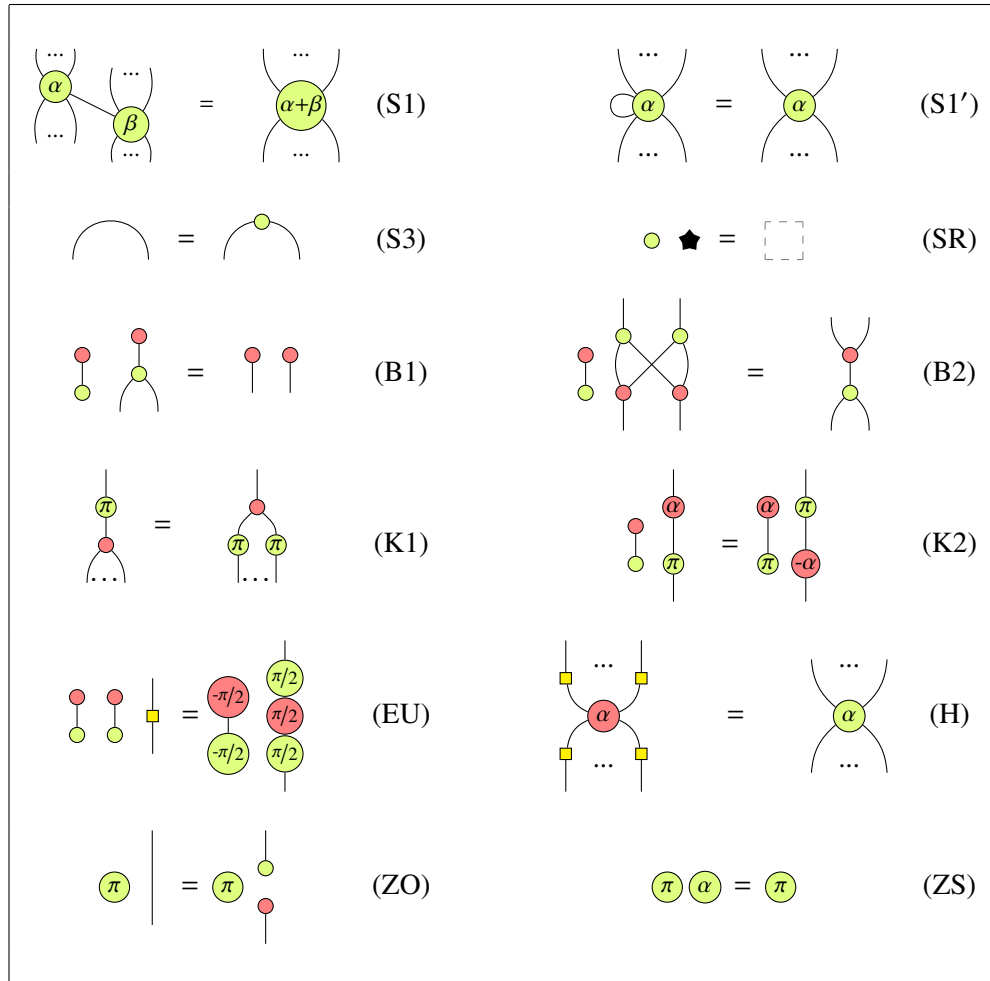 ... ... ... ...
α ... β = α+β (S1) α = α (S1′)
... ... ... ... ...
= (S3) = (SR)
= (B1) = (B2)
π = π π (K1) α π = α π π -α (K2)
... ...
= -π/2 -π/2 π/2 π/2 π/2 (EU) ... α ... = ... α ... (H)
π = π (ZO) π α = π (ZS)